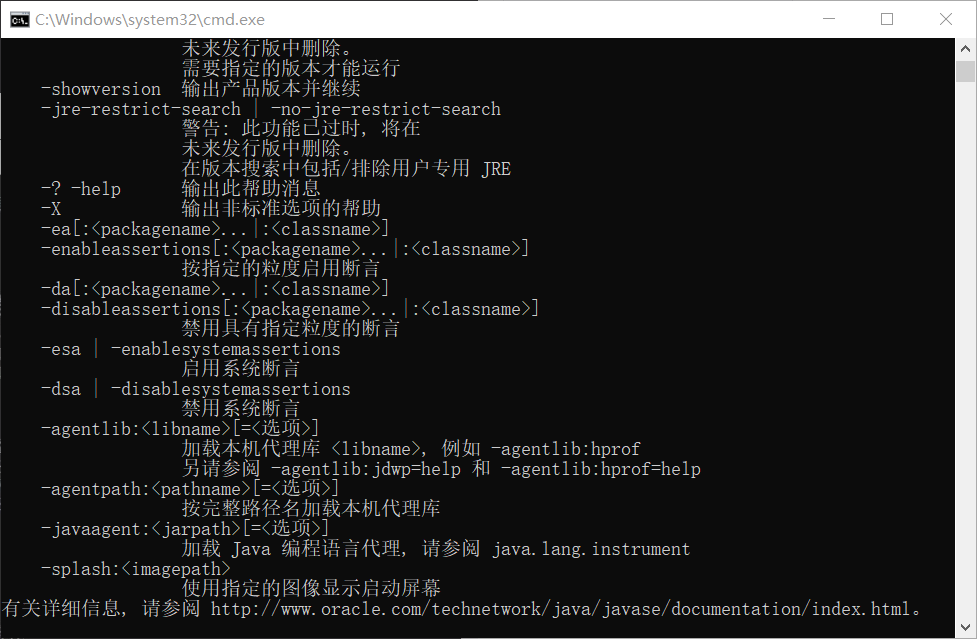 C:\Windows\system32\cmd.exe
未来发行版中删除。
需要指定的版本才能运行
-showversion 输出产品版本并继续
-jre-restrict-search | -no-jre-restrict-search
警告: 此功能已过时, 将在
未来发行版中删除。
在版本搜索中包括/排除用户专用 JRE
-? -help 输出此帮助消息
-X 输出非标准选项的帮助
-ea[:<packagename>...|:<classname>]
-enableassertions[:<packagename>...|:<classname>]
按指定的粒度启用断言
-da[:<packagename>...|:<classname>]
-disableassertions[:<packagename>...|:<classname>]
禁用具有指定粒度的断言
-esa | -enablesystemassertions
启用系统断言
-dsa | -disablesystemassertions
禁用系统断言
-agentlib:<libname>[=<选项>]
加载本机代理库 <libname>, 例如 -agentlib:hprof
另请参阅 -agentlib:jdwp=help 和 -agentlib:hprof=help
-agentpath:<pathname>[=<选项>]
按完整路径名加载本机代理库
-javaagent:<jarpath>[=<选项>]
加载 Java 编程语言代理, 请参阅 java.lang.instrument
-splash:<imagepath>
使用指定的图像显示启动屏幕
有关详细信息, 请参阅 http://www.oracle.com/technetwork/java/javase/documentation/index.html。